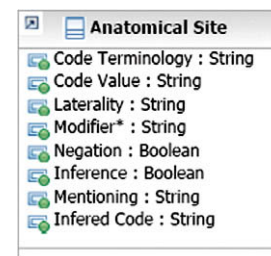 Anatomical Site
Code Terminology : String
Code Value : String
Laterality : String
Modifier* : String
Negation : Boolean
Inference : Boolean
Mentioning : String
Infered Code : String